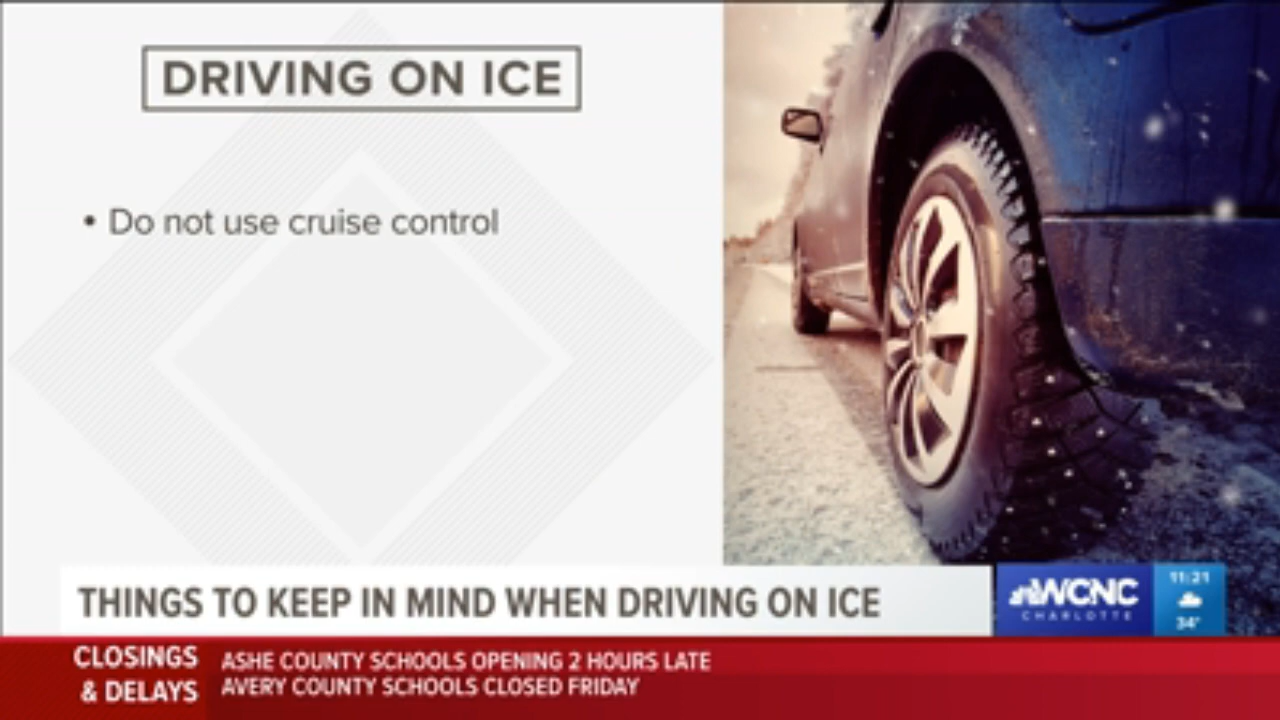 DRIVING ON ICE
• Do not use cruise control
THINGS TO KEEP IN MIND WHEN DRIVING ON ICE
WCNC
CHARLOTTE
11:21
34°
CLOSINGS
& DELAYS
ASHE COUNTY SCHOOLS OPENING 2 HOURS LATE
AVERY COUNTY SCHOOLS CLOSED FRIDAY